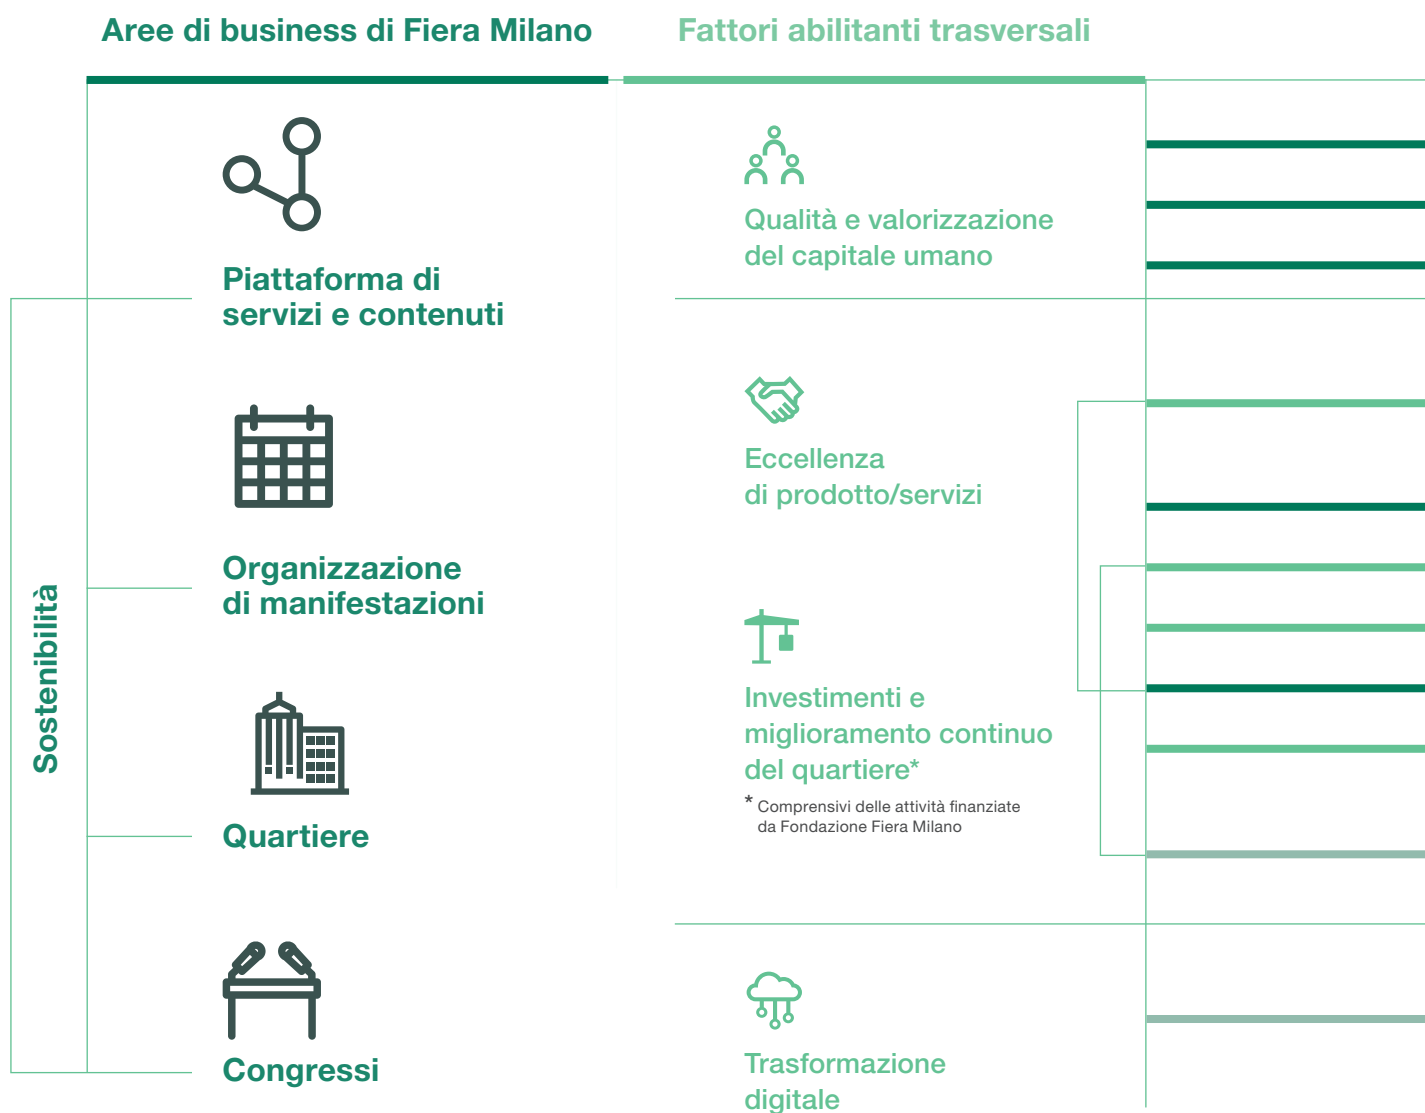 Aree di business di Fiera Milano
Fattori abilitanti trasversali
Sostenibilità
Piattaforma di
servizi e contenuti
Organizzazione
di manifestazioni
Quartiere
Congressi
Qualità e valorizzazione
del capitale umano
Eccellenza
di prodotto/servizi
Investimenti e
miglioramento continuo
del quartiere*
* Comprensivi delle attività finanziate
da Fondazione Fiera Milano
Trasformazione
digitale